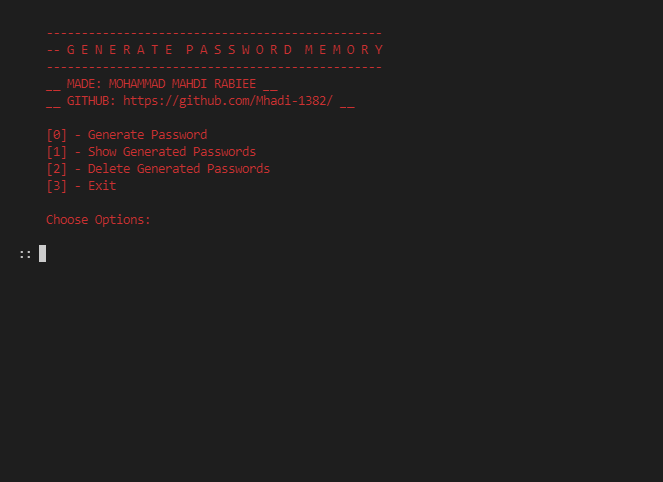 ------------------------------------------------
-- G E N E R A T E  P A S S W O R D  M E M O R Y
------------------------------------------------
__ MADE: MOHAMMAD MAHDI RABIEE __
__ GITHUB: https://github.com/Mhadi-1382/ __
[0] - Generate Password
[1] - Show Generated Passwords
[2] - Delete Generated Passwords
[3] - Exit
Choose Options:
::